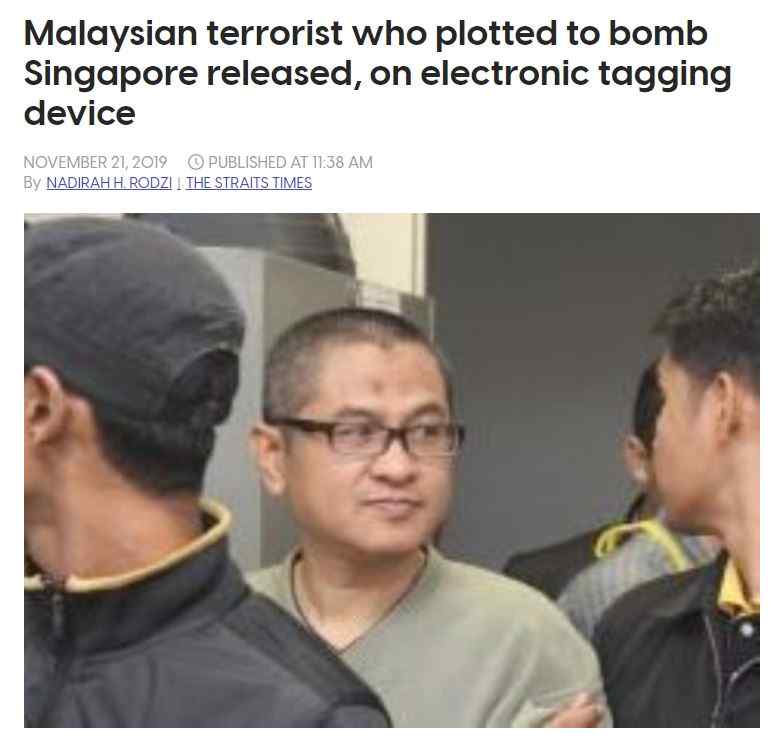 Malaysian terrorist who plotted to bomb
Singapore released, on electronic tagging
device
NOVEMBER 21, 2019 PUBLISHED AT 11:38 AM
By NADIRAH H. RODZI | THE STRAITS TIMES